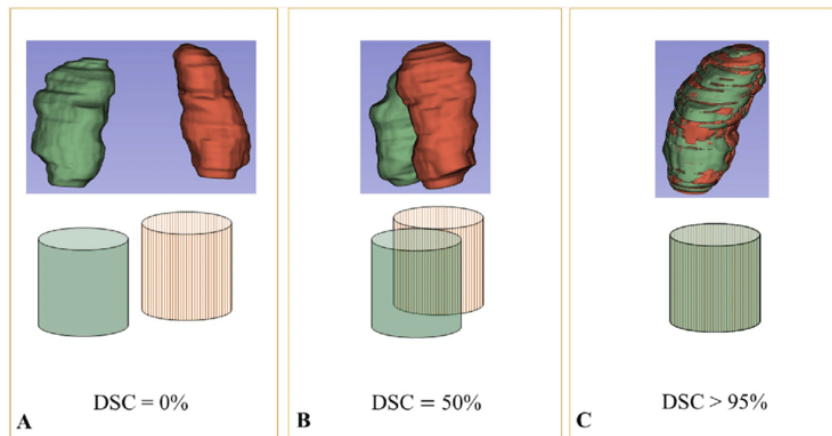 DSC = 0%
A
DSC = 50%
B
DSC > 95%
C